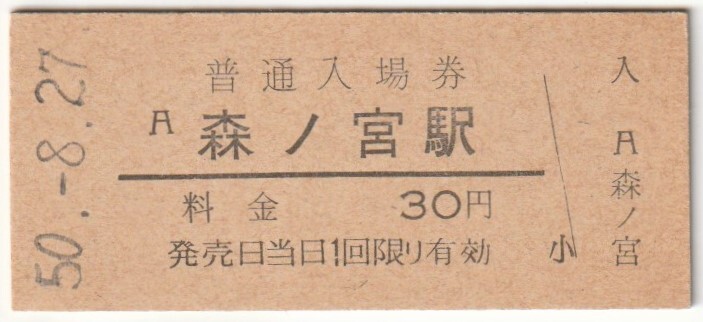 50.-8.27
普通入場券
A 森ノ宮駅
料金 30円
発売日当日1回限り有効
小
入
A
森ノ宮